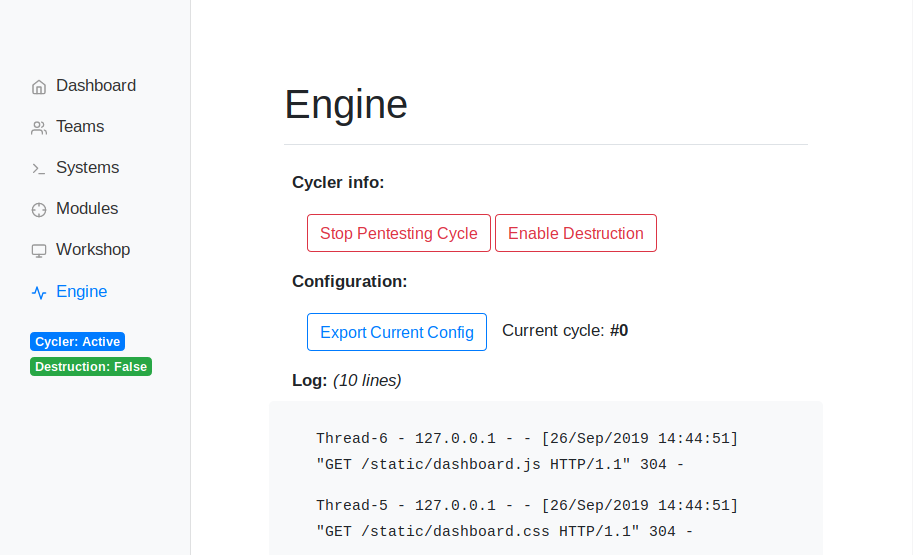 Dashboard
Teams
Systems
Modules
Workshop
Engine
Cycler: Active
Destruction: False
Engine
Cycler info:
Stop Pentesting Cycle Enable Destruction
Configuration:
Export Current Config Current cycle: #0
Log: (10 lines)
Thread-6 - 127.0.0.1 - - [26/Sep/2019 14:44:51]
"GET /static/dashboard.js HTTP/1.1" 304 -
Thread-5 - 127.0.0.1 - - [26/Sep/2019 14:44:51]
"GET /static/dashboard.css HTTP/1.1" 304 -